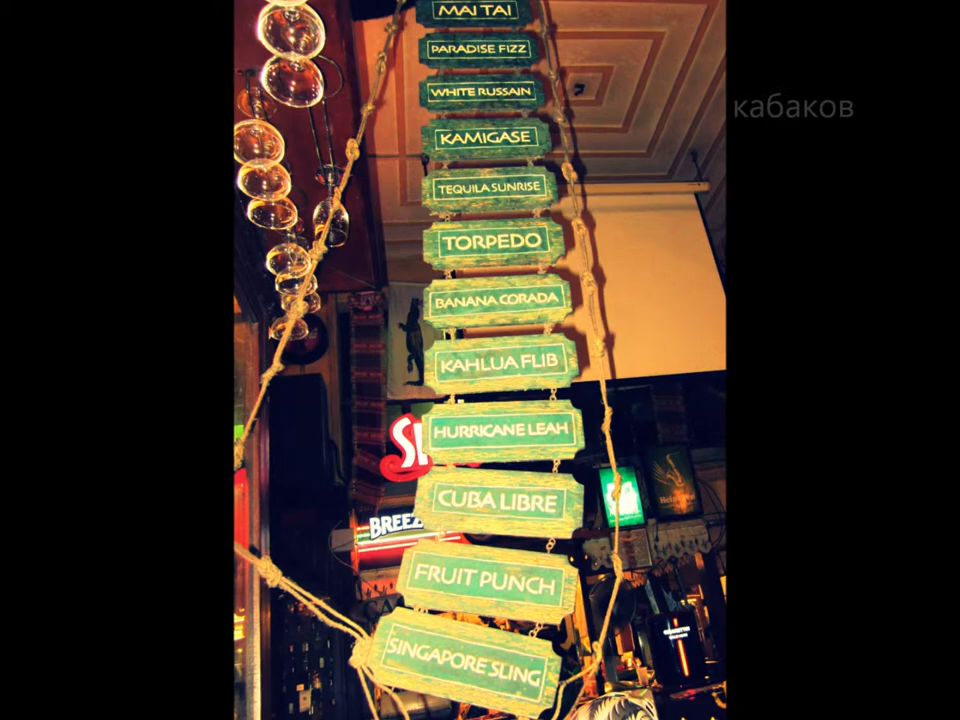 MAI TAI
PARADISE FIZZ
кабаков
WHITE RUSSAIN
KAMIGASE
TEQUILA SUNRISE
TORPEDO
BANANA CORADA
KAHLUA FLIB
HURRICANE LEAH
CUBA LIBRE
BREEZ
FRUIT PUNCH
SINGAPORE SLING